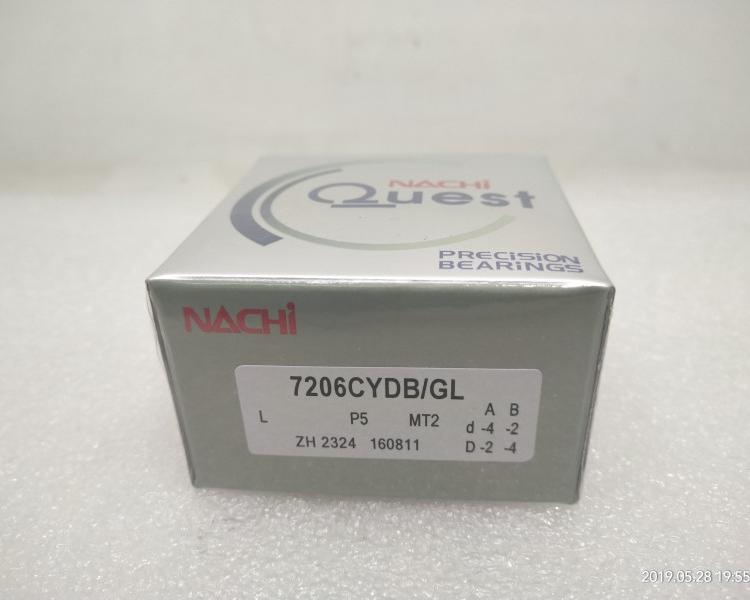 NACHi
Quest
PRECiSiON
BEARiNGS
NACHi
7206CYDB/GL
L P5 MT2
A B
d -4 -2
D -2 -4
ZH 2324 160811
2019.05.28 19:55